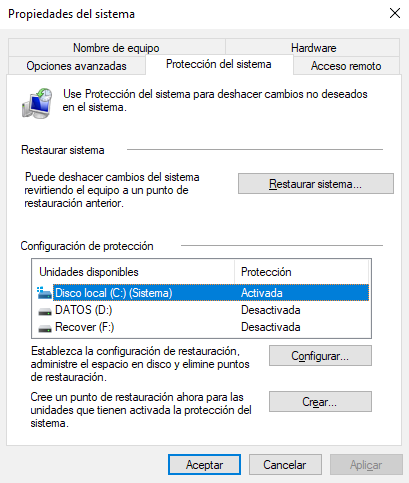 Propiedades del sistema
Nombre de equipo Hardware
Opciones avanzadas Protección del sistema Acceso remoto
Use Protección del sistema para deshacer cambios no deseados
en el sistema.
Restaurar sistema
Puede deshacer cambios del sistema
revirtiendo el equipo a un punto de
restauración anterior.
Restaurar sistema...
Configuración de protección
Unidades disponibles Protección
Disco local (C:) (Sistema) Activada
DATOS (D:) Desactivada
Recover (F:) Desactivada
Establezca la configuración de restauración,
administre el espacio en disco y elimine puntos
de restauración.
Configurar...
Cree un punto de restauración ahora para las
unidades que tienen activada la protección del
sistema.
Crear...
Aceptar Cancelar Aplicar